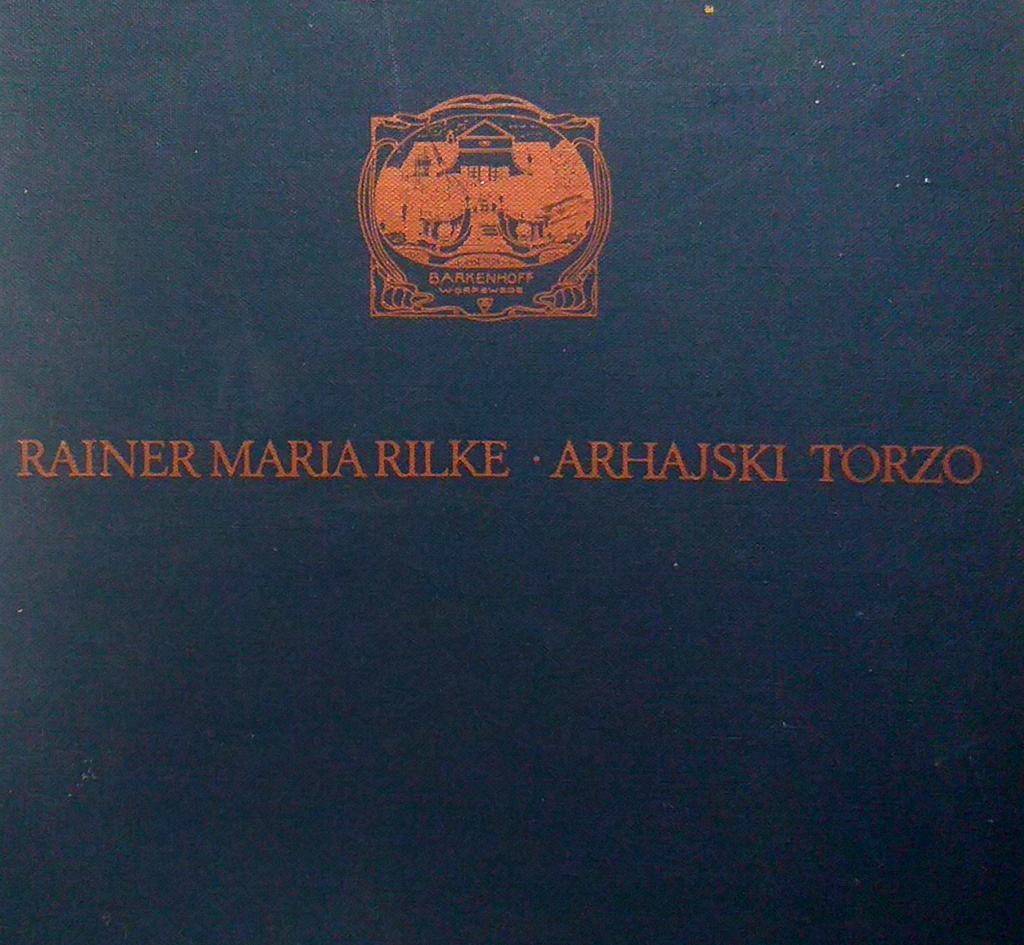 BARKENHOFF
WORPSWEDE
RAINER MARIA RILKE · ARHAJSKI TORZO